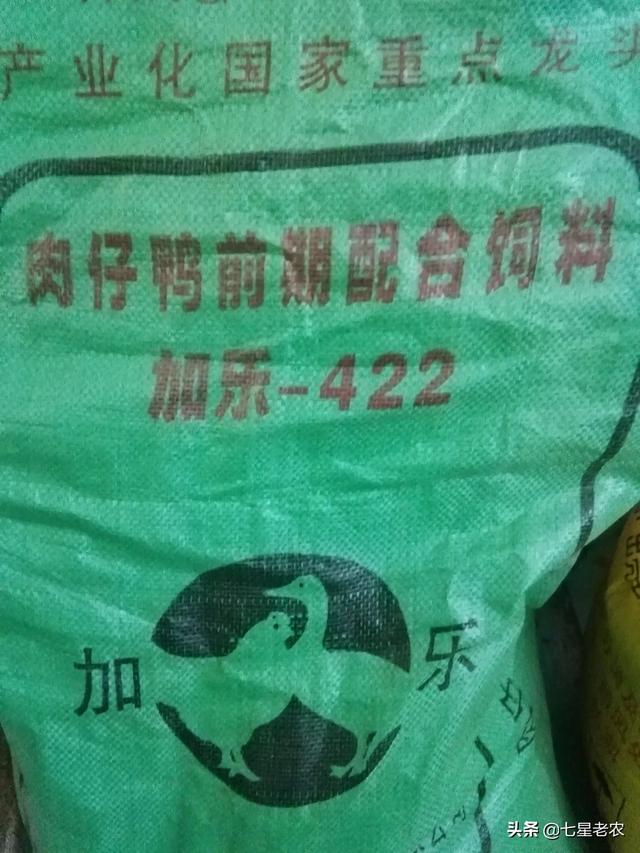 产业化国家重点龙头
肉仔鸭前期配合饲料
加乐-422
加 乐
头条 @七星老农